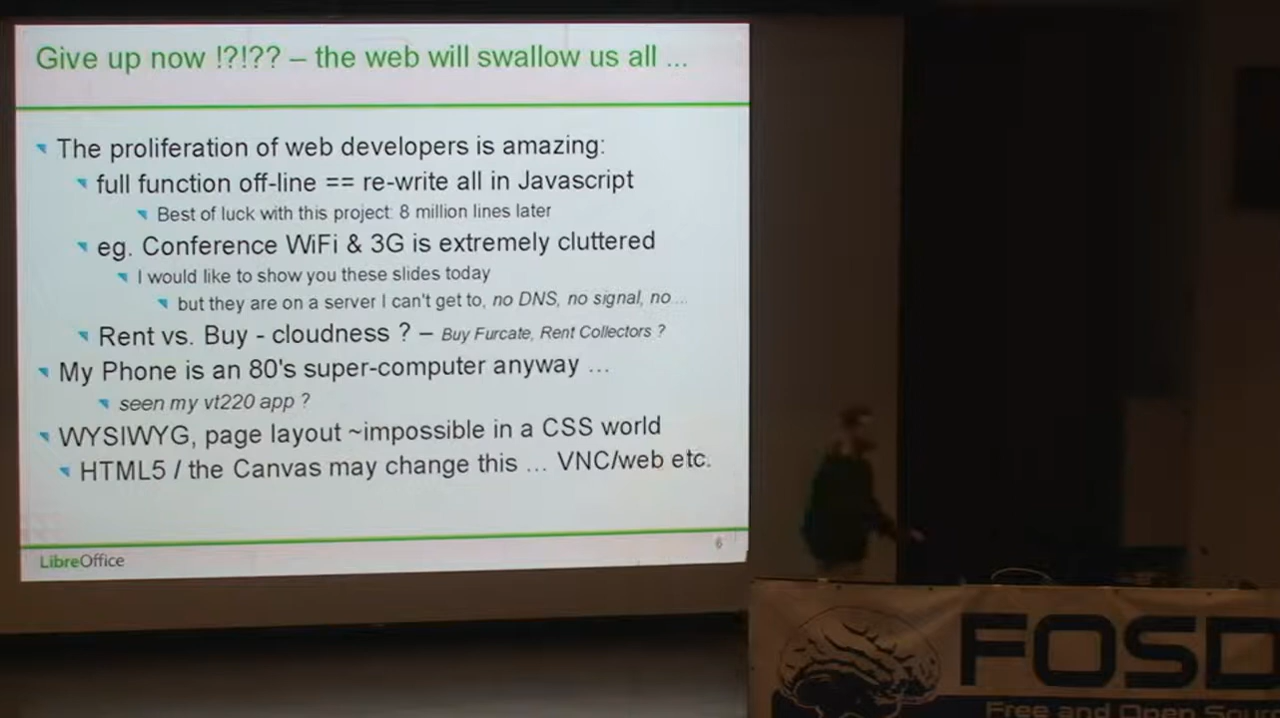 Give up now !?!?? – the web will swallow us all ...
The proliferation of web developers is amazing:
full function off-line == re-write all in Javascript
Best of luck with this project: 8 million lines later
eg. Conference WiFi & 3G is extremely cluttered
I would like to show you these slides today
but they are on a server I can't get to, no DNS, no signal, no ...
Rent vs. Buy - cloudness ? – Buy Furcate, Rent Collectors ?
My Phone is an 80's super-computer anyway ...
seen my vt220 app ?
WYSIWYG, page layout ~impossible in a CSS world
HTML5 / the Canvas may change this ... VNC/web etc.
6
LibreOffice
FOSD
Free and Open Sour